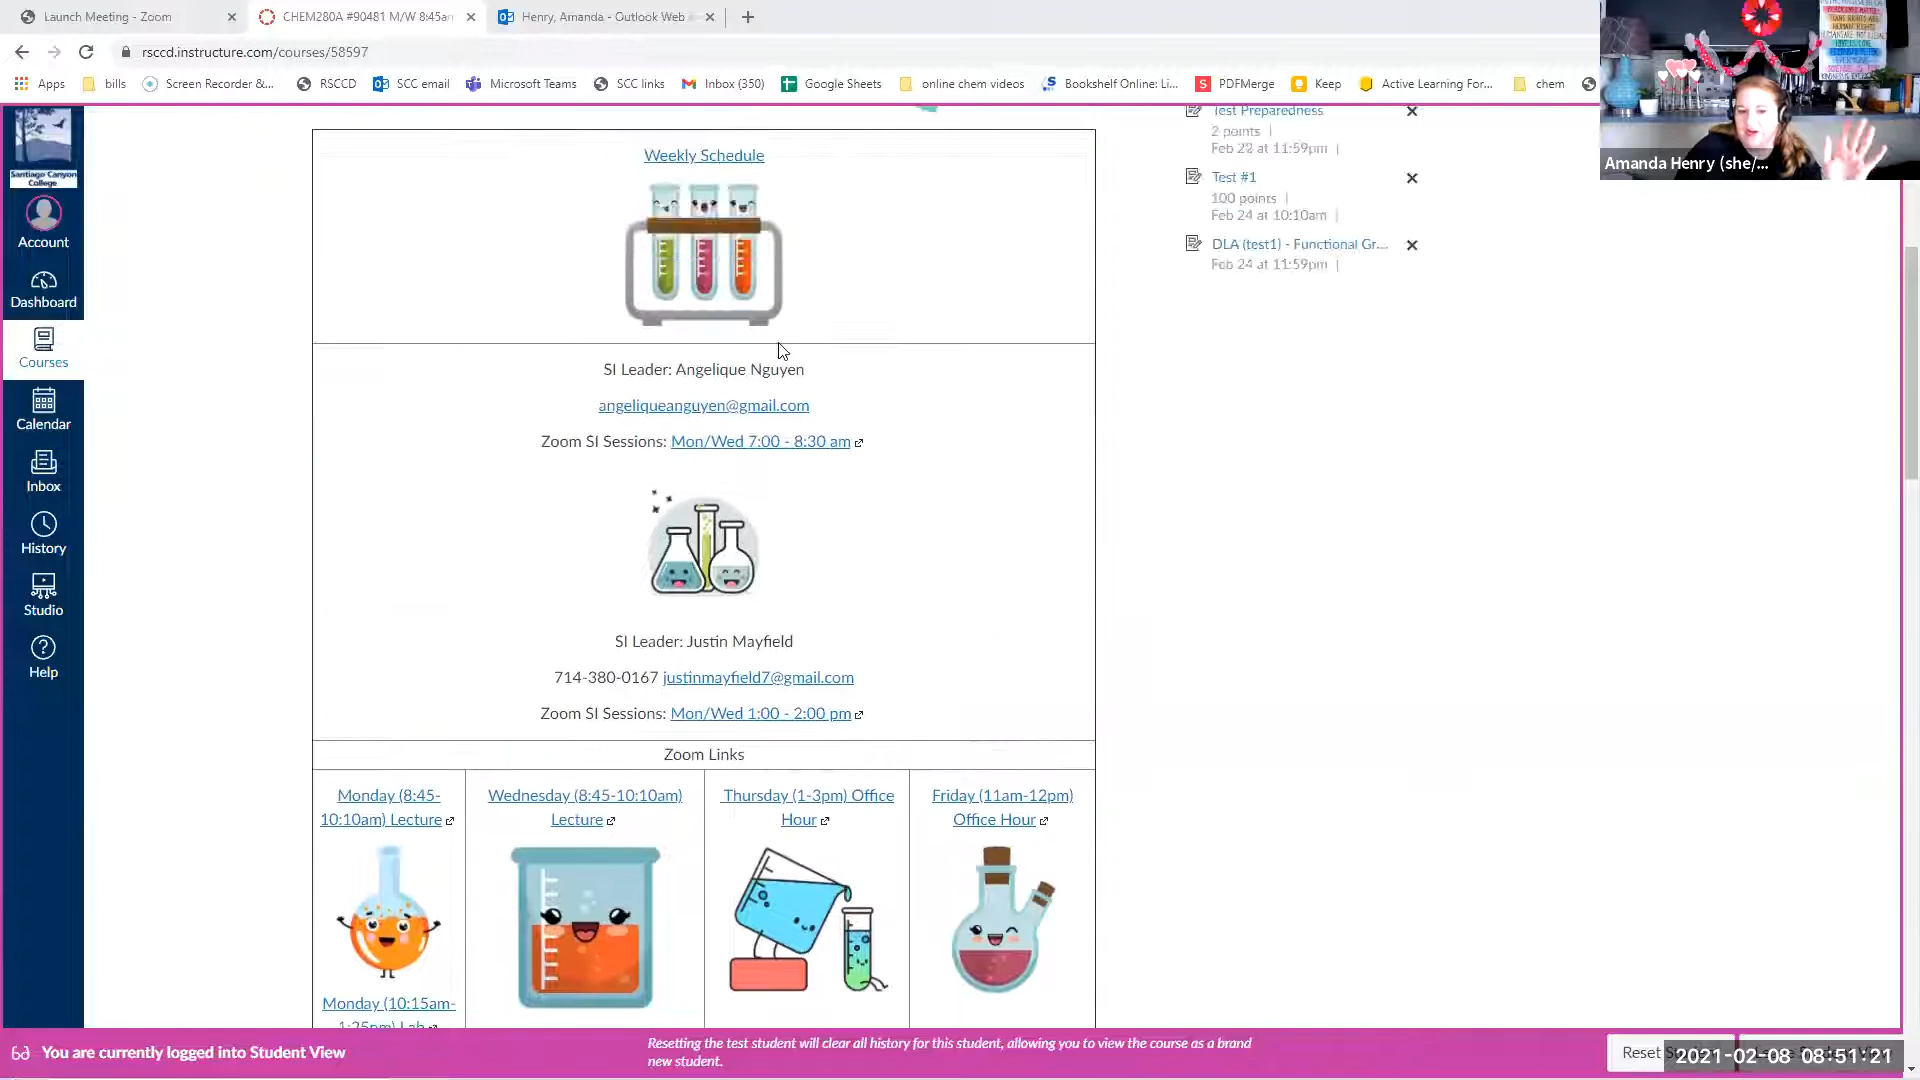 Launch Meeting - Zoom
CHEM280A #90481 M/W 8:45am
Henry, Amanda - Outlook Web
rsccd.instructure.com/courses/58597
Apps
bills
Screen Recorder &...
RSCCD
SCC email
Microsoft Teams
SCC links
Inbox (350)
Google Sheets
online chem videos
Bookshelf Online: Li...
PDFMerge
Keep
Active Learning For...
chem
Amanda Henry (she/...
Santiago Canyon
College
Account
Dashboard
Courses
Calendar
Inbox
History
Studio
Help
Weekly Schedule
SI Leader: Angelique Nguyen
angeliqueanguyen@gmail.com
Zoom SI Sessions: Mon/Wed 7:00 - 8:30 am
SI Leader: Justin Mayfield
714-380-0167 justinmayfield7@gmail.com
Zoom SI Sessions: Mon/Wed 1:00 - 2:00 pm
Zoom Links
Monday (8:45-
10:10am) Lecture
Wednesday (8:45-10:10am)
Lecture
Thursday (1-3pm) Office
Hour
Friday (11am-12pm)
Office Hour
Monday (10:15am-
1:25pm) Lab
Test Preparedness
2 points |
Feb at 11:59pm |
Test #1
100 points |
Feb 24 at 10:10am |
DLA (test1) - Functional Gr...
Feb 24 at 11:59pm |
You are currently logged into Student View
Resetting the test student will clear all history for this student, allowing you to view the course as a brand
new student.
Reset
2021-02-08 08:51:21